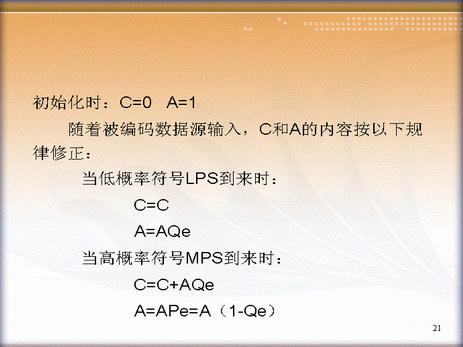 初始化时：C=0 A=1
随着被编码数据源输入，C和A的内容按以下规
律修正：
当低概率符号LPS到来时：
C=C
A=AQe
当高概率符号MPS到来时：
C=C+AQe
A=APe=A（1-Qe）
21